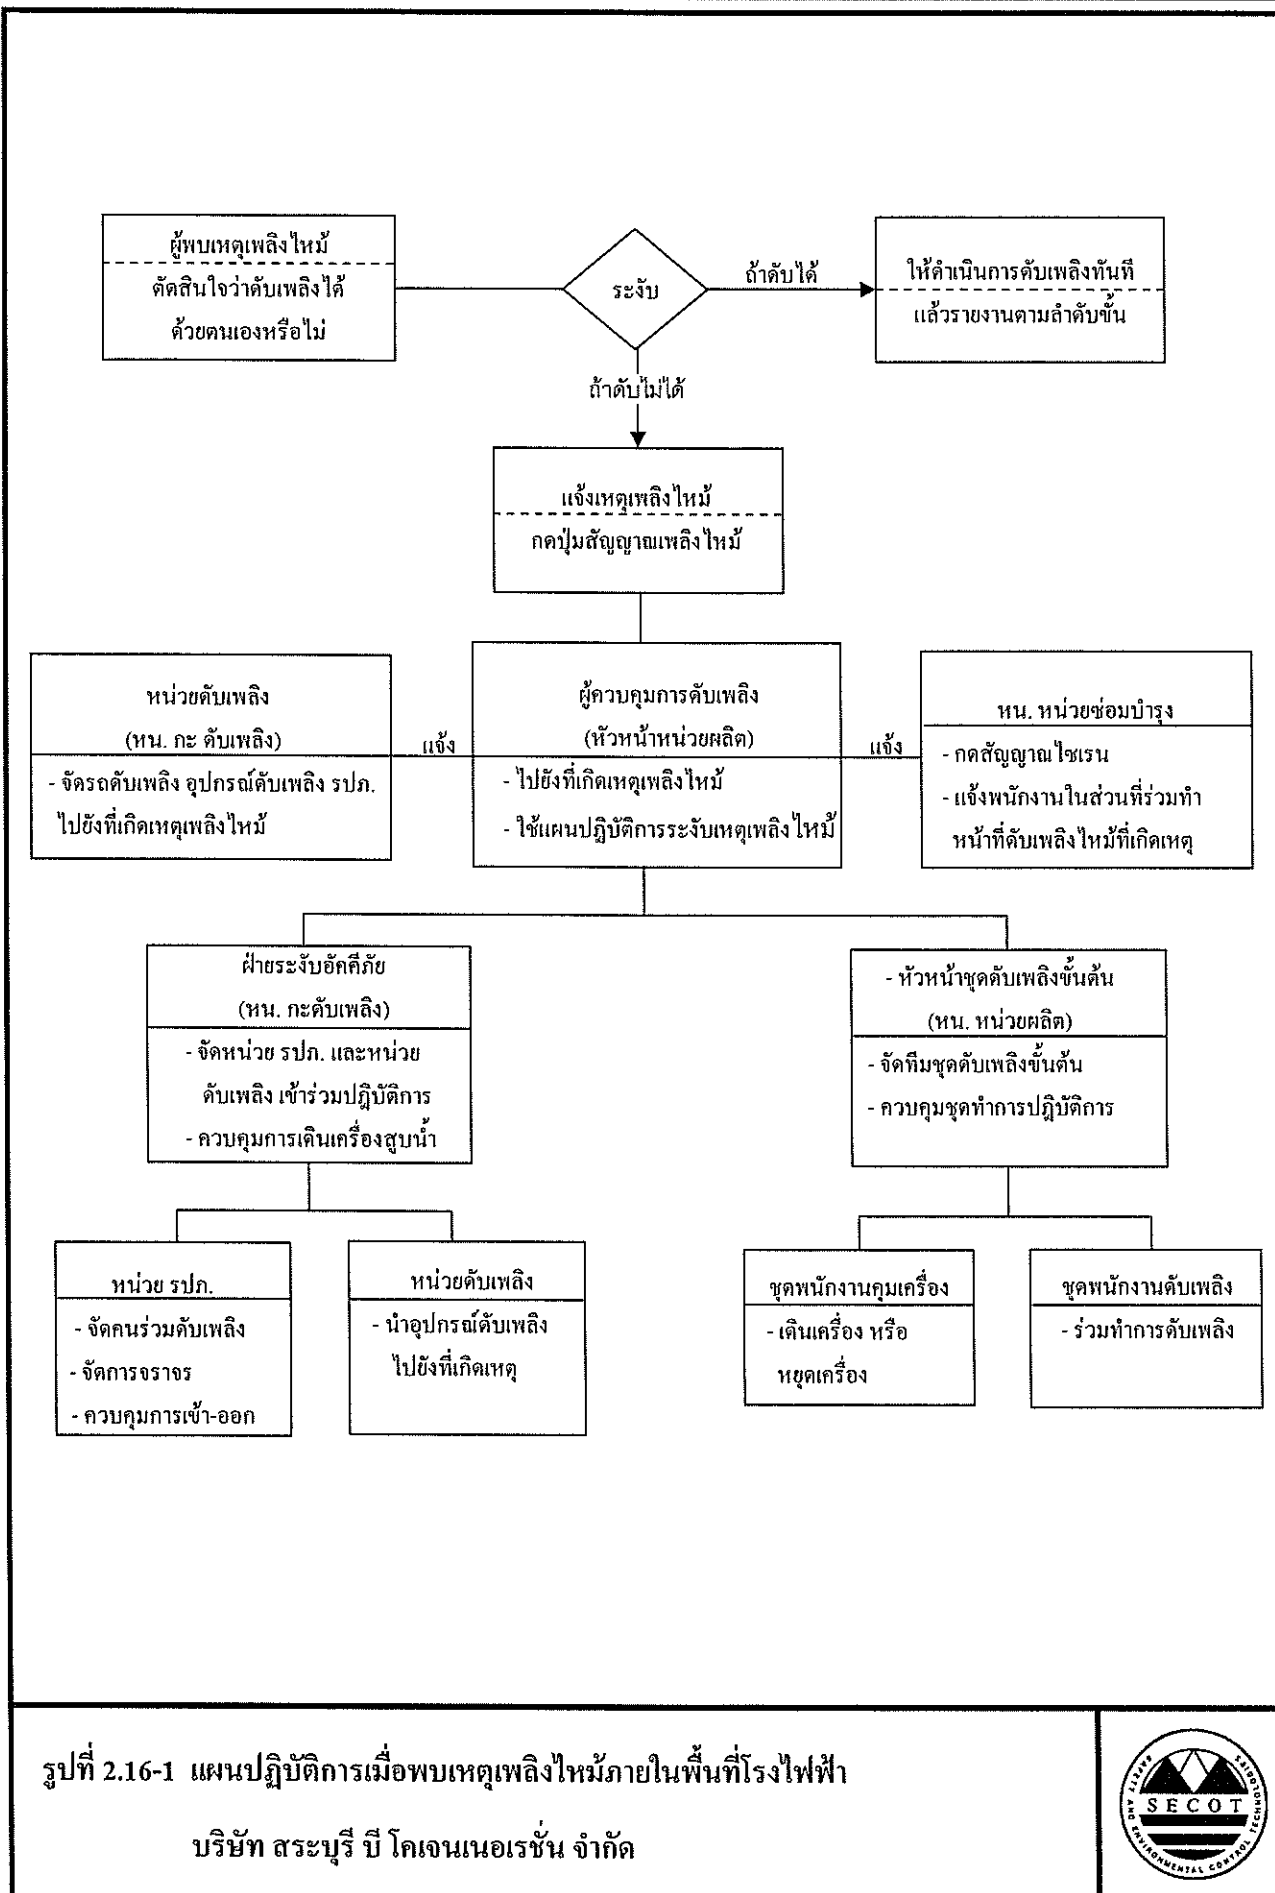 ผู้พบเหตุเพลิงไหม้
ตัดสินใจว่าดับเพลิงได้
ด้วยตนเองหรือไม่
ระงับ
ถ้าดับได้
ให้ดำเนินการดับเพลิงทันที
แล้วรายงานตามลำดับขั้น
ถ้าดับไม่ได้
แจ้งเหตุเพลิงไหม้
กดปุ่มสัญญาณเพลิงไหม้
หน่วยดับเพลิง
(หน. กะ ดับเพลิง)
- จัดรถดับเพลิง อุปกรณ์ดับเพลิง รปภ.
ไปยังที่เกิดเหตุเพลิงไหม้
แจ้ง
ผู้ควบคุมการดับเพลิง
(หัวหน้าหน่วยผลิต)
- ไปยังที่เกิดเหตุเพลิงไหม้
- ใช้แผนปฎิบัติการระงับเหตุเพลิงไหม้
แจ้ง
หน. หน่วยซ่อมบำรุง
- กดสัญญาณไซเรน
- แจ้งพนักงานในส่วนที่ร่วมทำ
หน้าที่ดับเพลิงไหม้ที่เกิดเหตุ
ฝ่ายระงับอัคคีภัย
(หน. กะดับเพลิง)
- จัดหน่วย รปภ. และหน่วย
ดับเพลิง เข้าร่วมปฎิบัติการ
- ควบคุมการเดินเครื่องสูบน้ำ
- หัวหน้าชุดดับเพลิงขั้นต้น
(หน. หน่วยผลิต)
- จัดทีมชุดดับเพลิงขั้นต้น
- ควบคุมชุดทำการปฎิบัติการ
หน่วย รปภ.
- จัดคนร่วมดับเพลิง
- จัดการจราจร
- ควบคุมการเข้า-ออก
หน่วยดับเพลิง
- นำอุปกรณ์ดับเพลิง
ไปยังที่เกิดเหตุ
ชุดพนักงานคุมเครื่อง
- เดินเครื่อง หรือ
หยุดเครื่อง
ชุดพนักงานดับเพลิง
- ร่วมทำการดับเพลิง
รูปที่ 2.16-1 แผนปฏิบัติการเมื่อพบเหตุเพลิงไหม้ภายในพื้นที่โรงไฟฟ้า
บริษัท สระบุรี บี โคเจนเนอเรชั่น จำกัด
SECOT
SAFETY AND ENVIRONMENTAL CONTROL TECHNOLOGIES